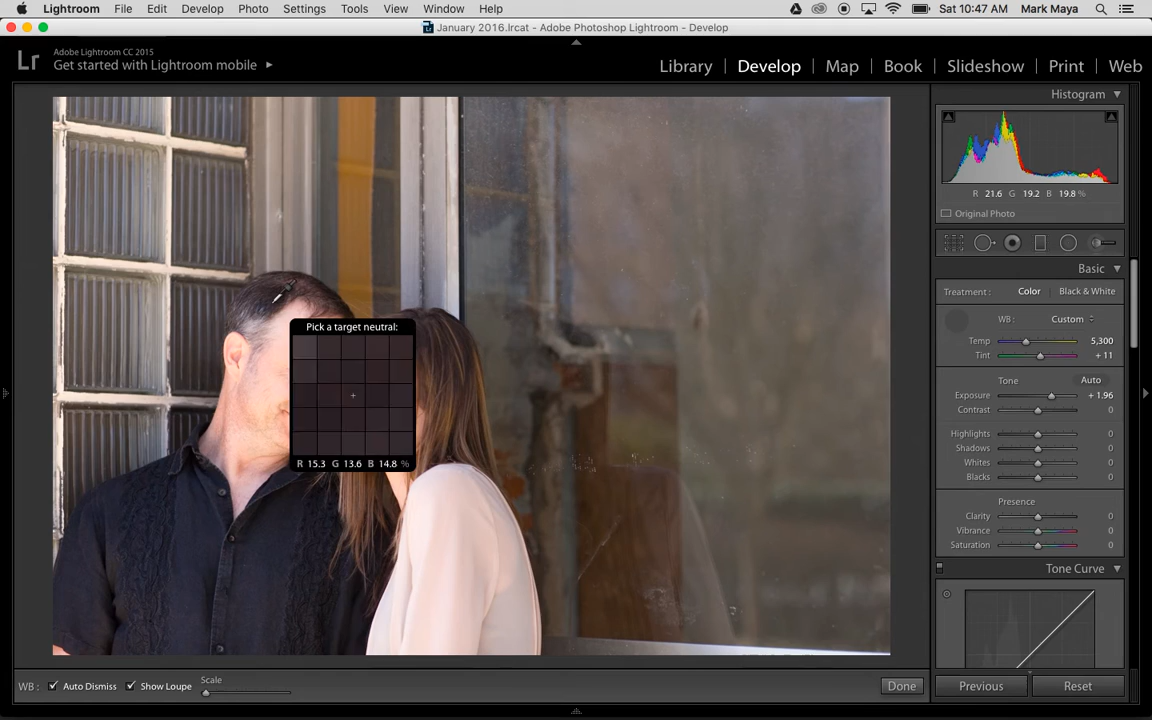 Lightroom File Edit Develop Photo Settings Tools View Window Help Sat 10:47 AM Mark Maya
January 2016.lrcat - Adobe Photoshop Lightroom - Develop
Lr Adobe Lightroom CC 2015
Get started with Lightroom mobile
Library Develop Map Book Slideshow Print Web
Histogram
R 21.6 G 19.2 B 19.8 %
Original Photo
Basic
Treatment : Color Black & White
WB : Custom
Temp 5,300
Tint + 11
Tone Auto
Exposure + 1.96
Contrast 0
Highlights 0
Shadows 0
Whites 0
Blacks 0
Presence
Clarity 0
Vibrance 0
Saturation 0
Tone Curve
Pick a target neutral:
R 15.3 G 13.6 B 14.8 %
WB : Auto Dismiss Show Loupe Scale Done Previous Reset